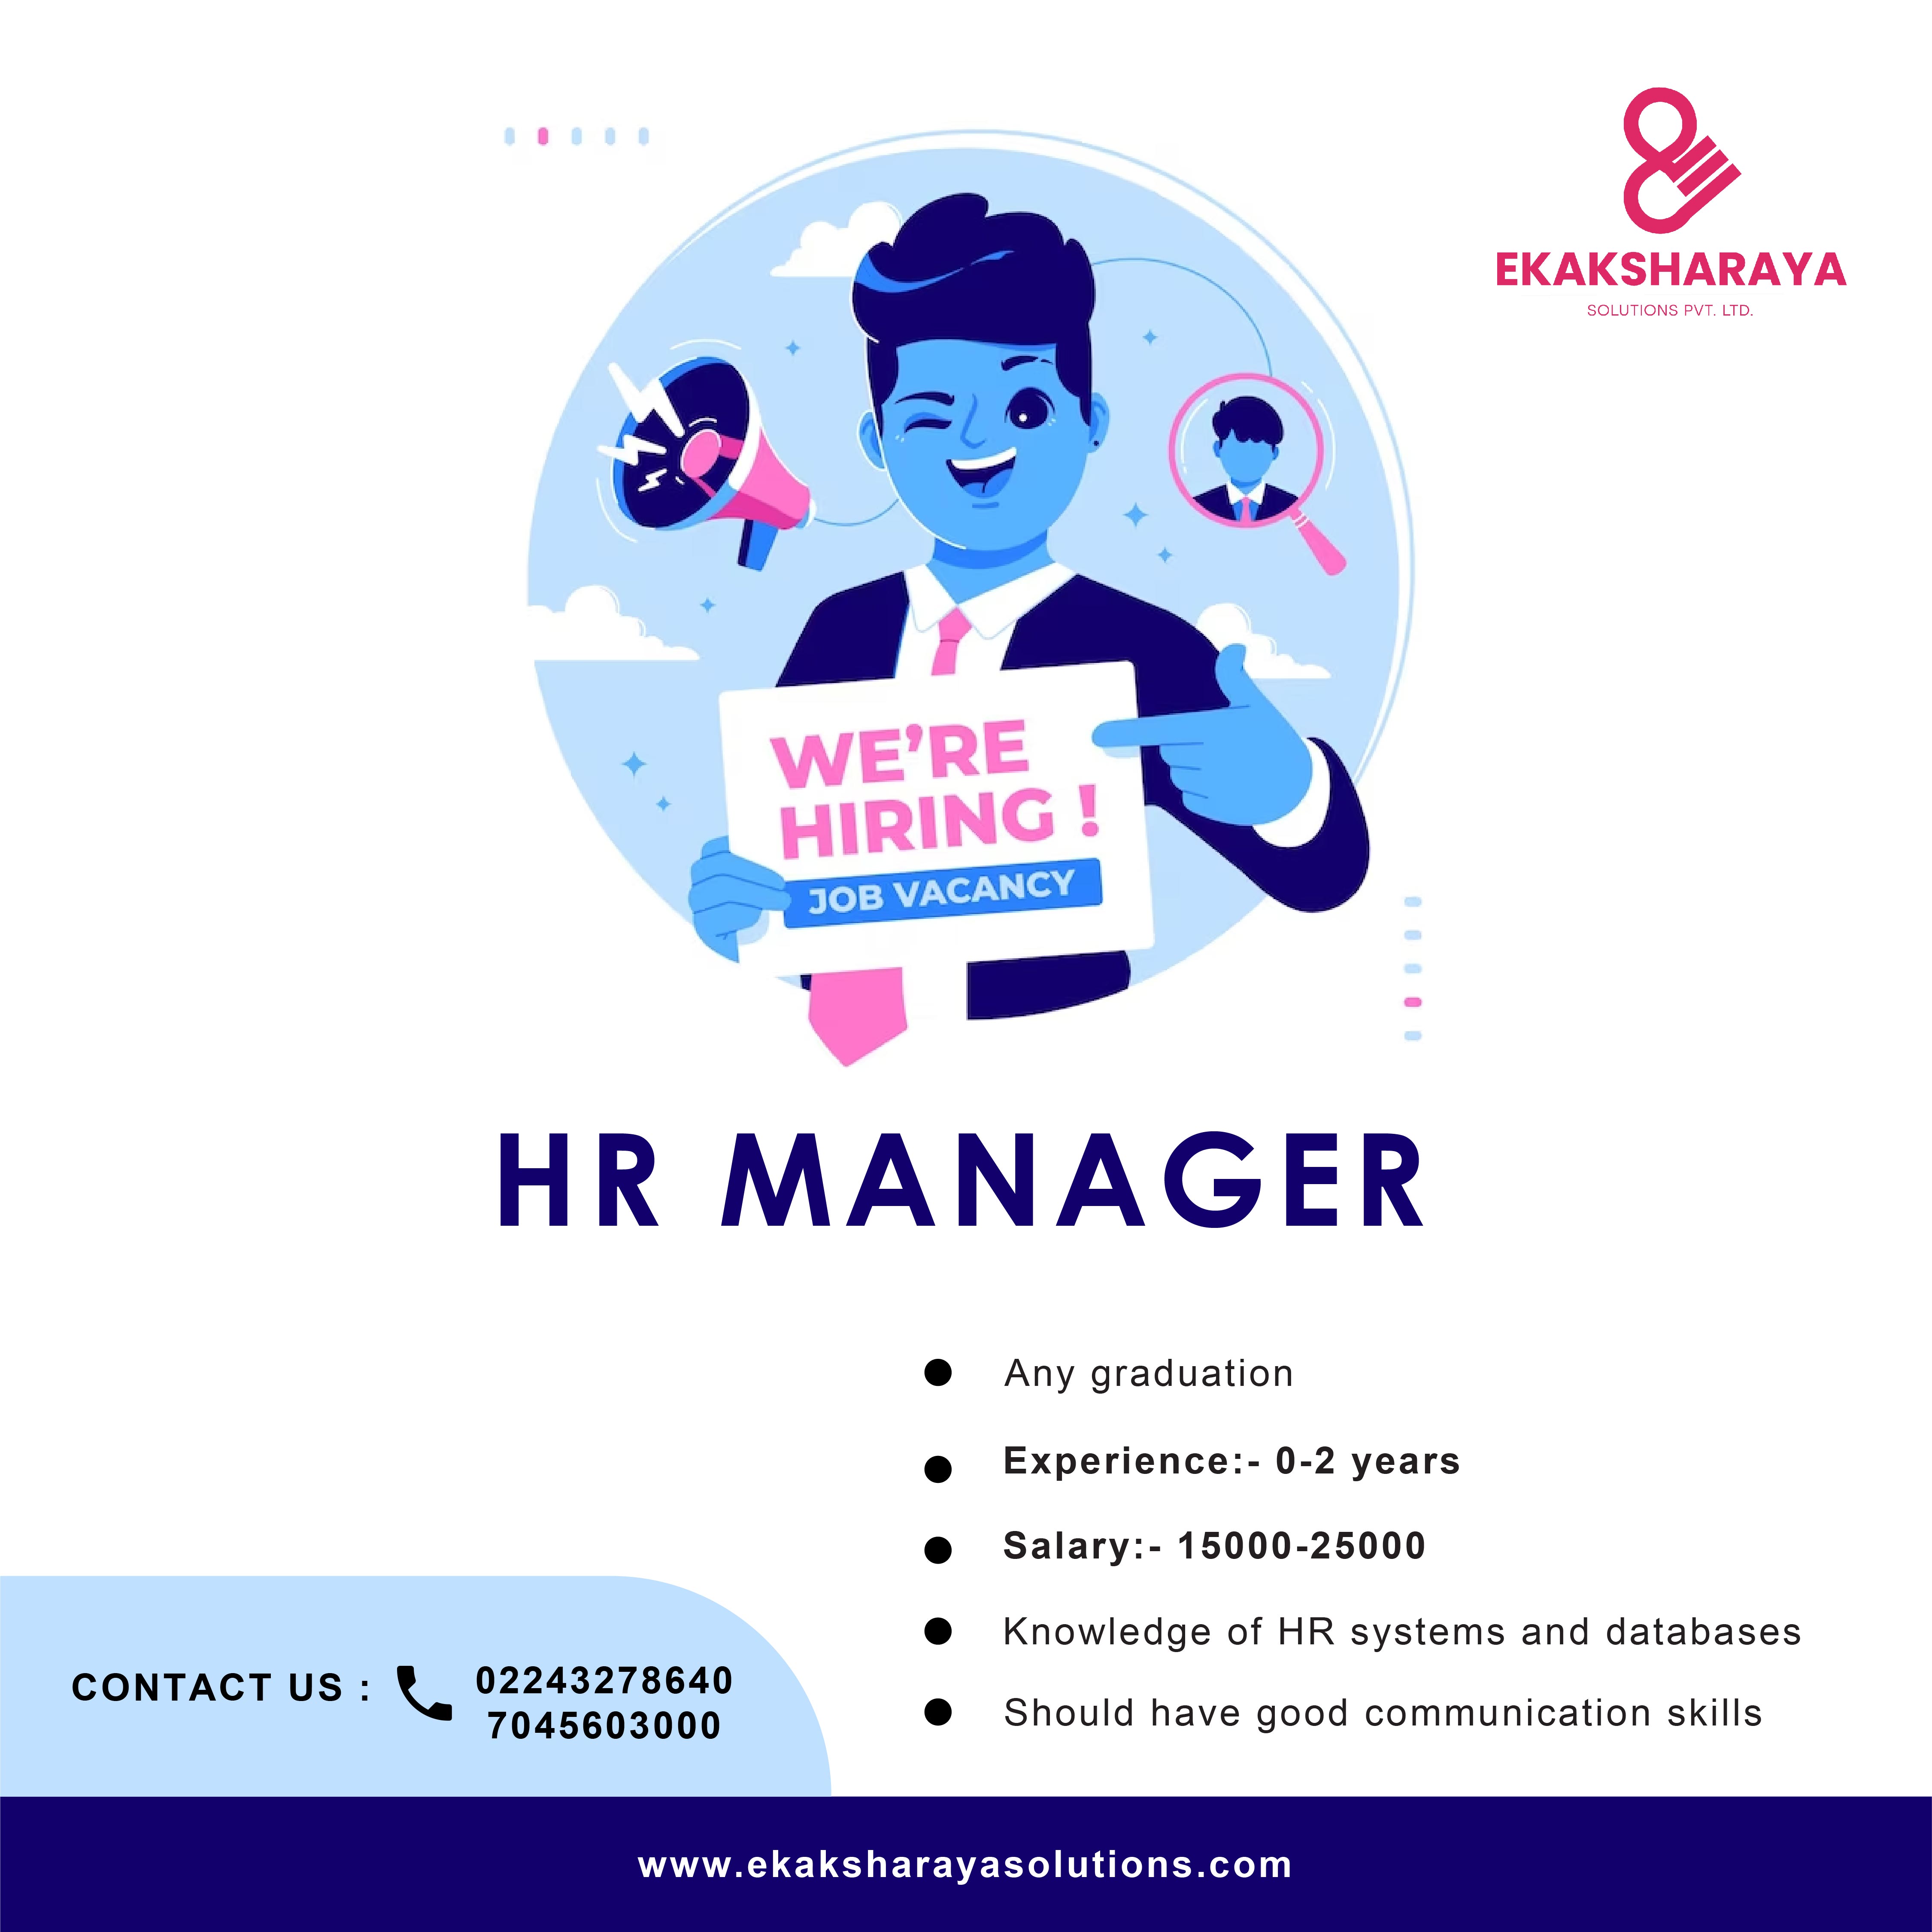 EKAKSHARAYA
SOLUTIONS PVT. LTD.
WE'RE
HIRING !
JOB VACANCY
HR MANAGER
Any graduation
Experience:- 0-2 years
Salary:- 15000-25000
Knowledge of HR systems and databases
Should have good communication skills
CONTACT US :
02243278640
7045603000
www.ekaksharayasolutions.com